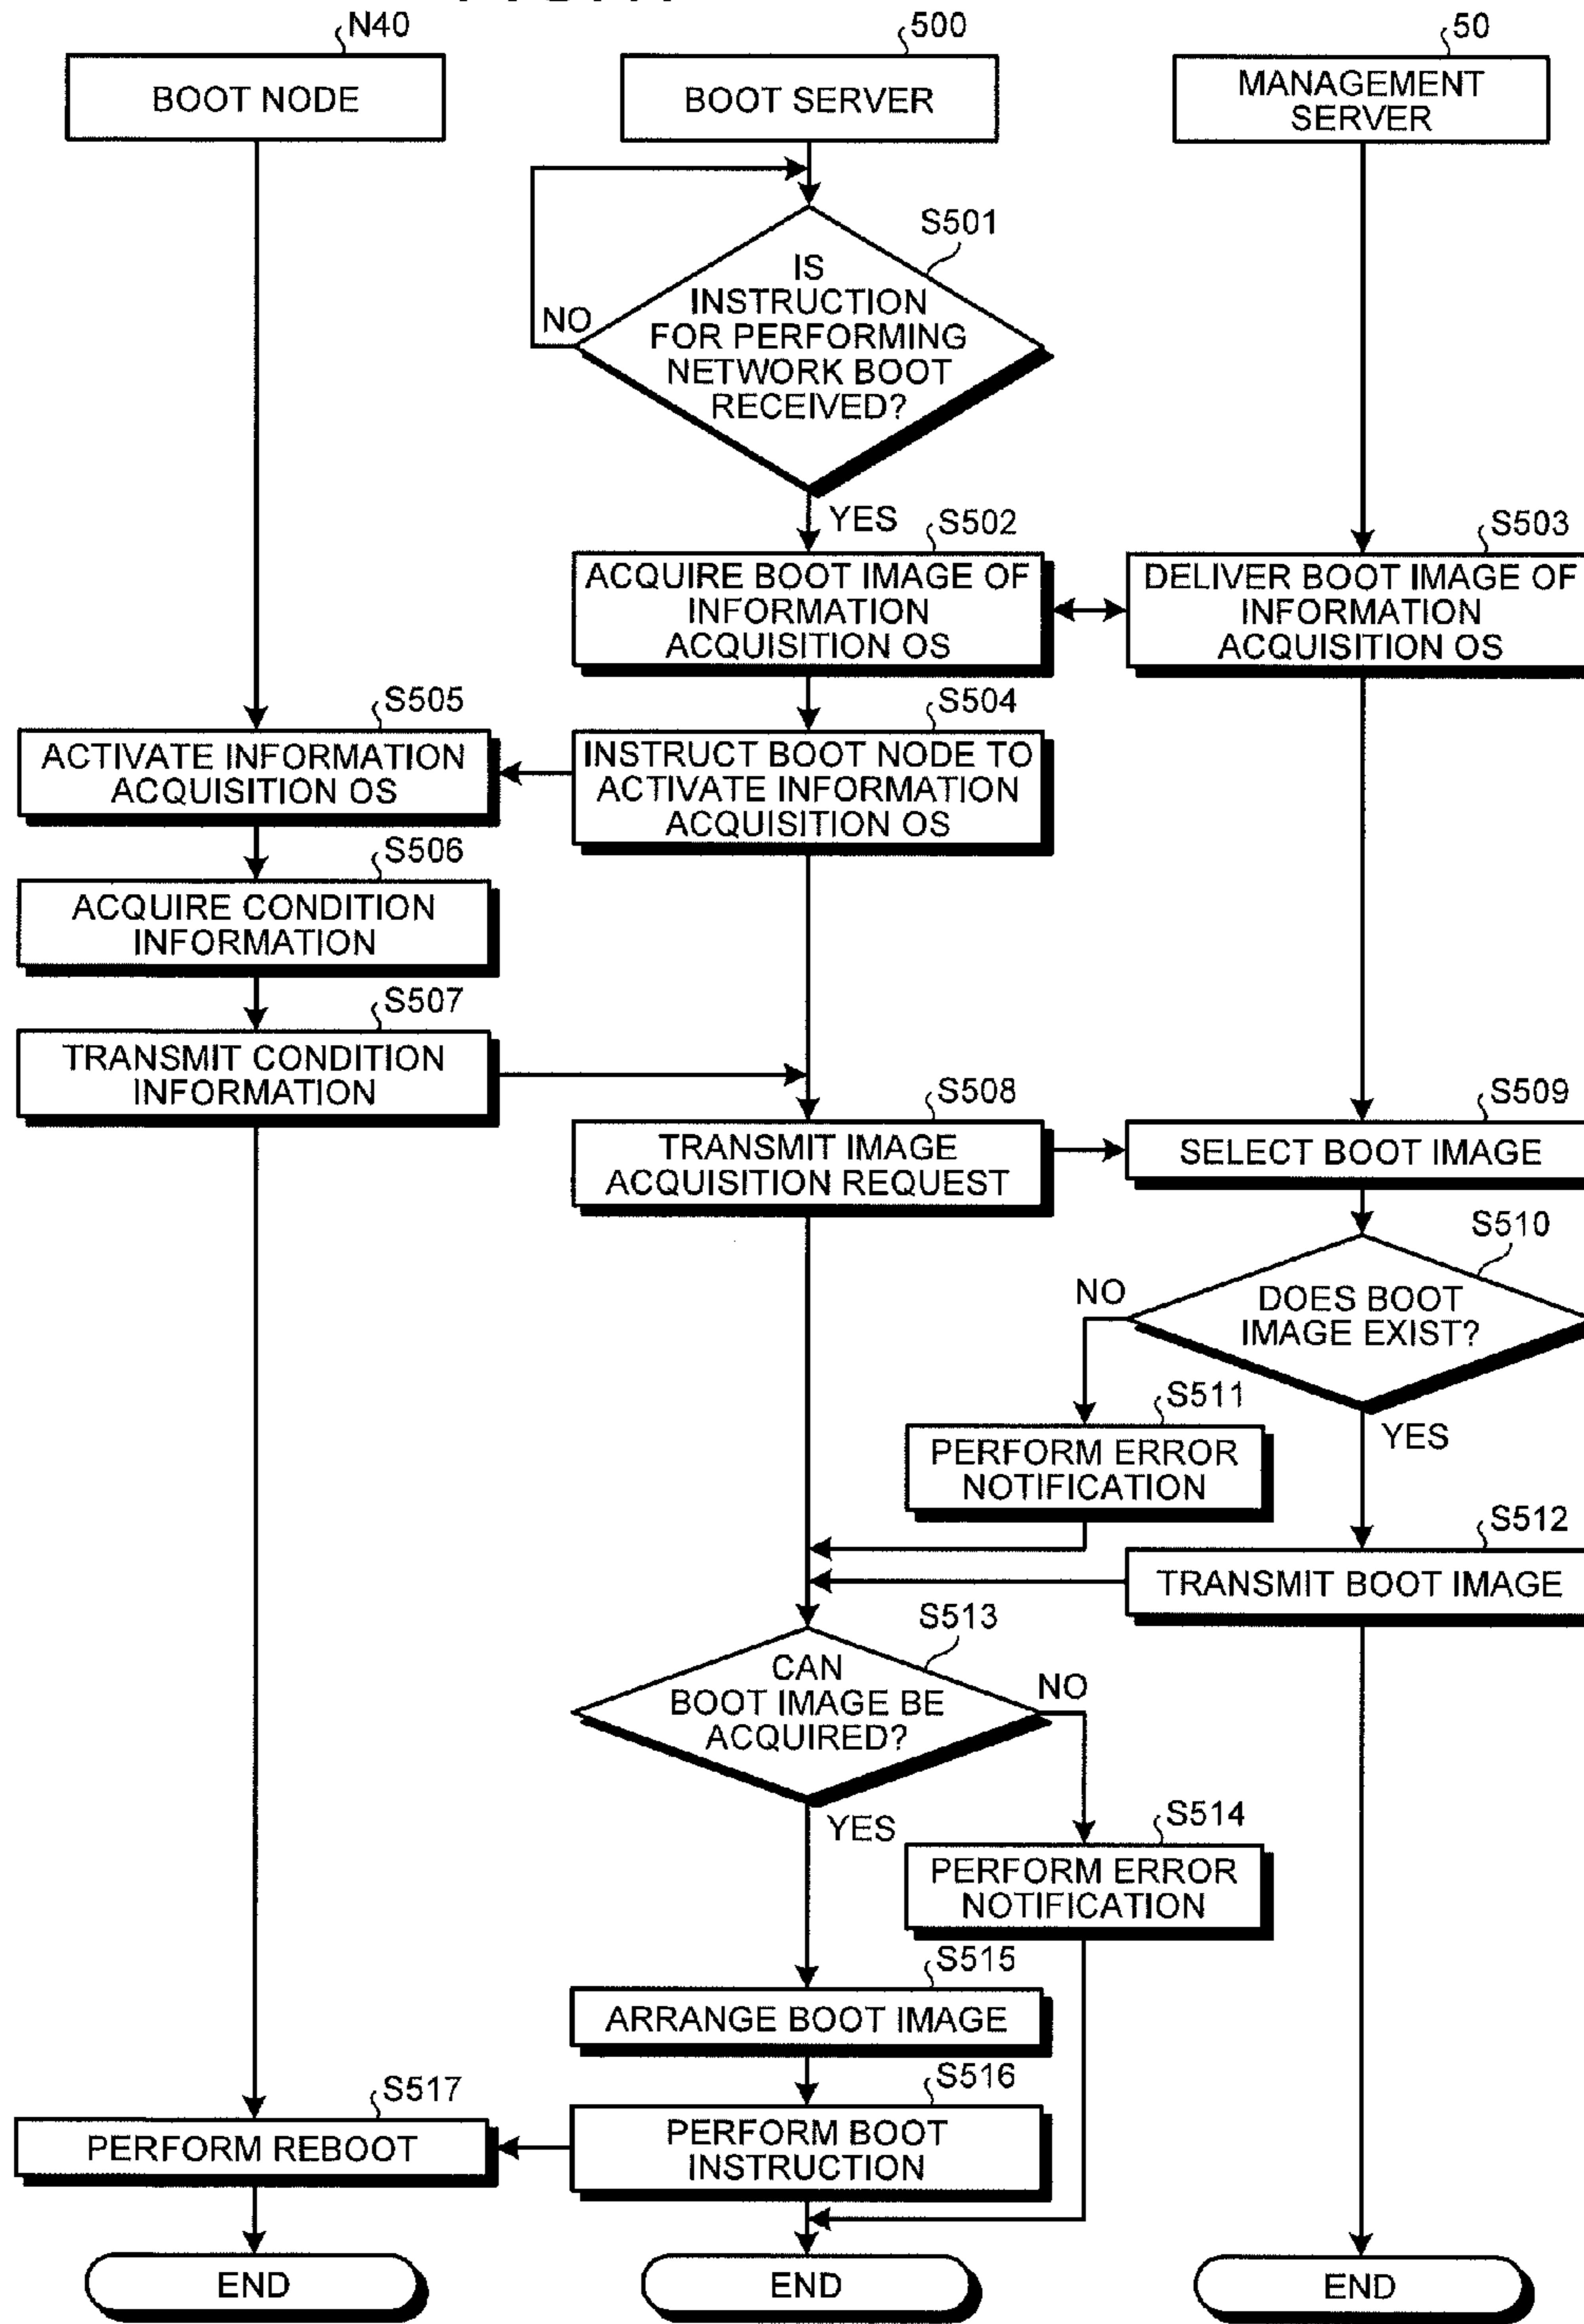 N40
500
50
BOOT NODE
BOOT SERVER
MANAGEMENT
SERVER
S501
IS
INSTRUCTION
FOR PERFORMING
NETWORK BOOT
RECEIVED?
NO
YES
S502
S503
ACQUIRE BOOT IMAGE OF
INFORMATION
ACQUISITION OS
DELIVER BOOT IMAGE OF
INFORMATION
ACQUISITION OS
S505
S504
ACTIVATE INFORMATION
ACQUISITION OS
INSTRUCT BOOT NODE TO
ACTIVATE INFORMATION
ACQUISITION OS
S506
ACQUIRE CONDITION
INFORMATION
S507
TRANSMIT CONDITION
INFORMATION
S508
S509
TRANSMIT IMAGE
ACQUISITION REQUEST
SELECT BOOT IMAGE
S510
NO
DOES BOOT
IMAGE EXIST?
S511
YES
PERFORM ERROR
NOTIFICATION
S512
TRANSMIT BOOT IMAGE
S513
CAN
BOOT IMAGE BE
ACQUIRED?
NO
YES
S514
PERFORM ERROR
NOTIFICATION
S515
ARRANGE BOOT IMAGE
S517
S516
PERFORM REBOOT
PERFORM BOOT
INSTRUCTION
END
END
END